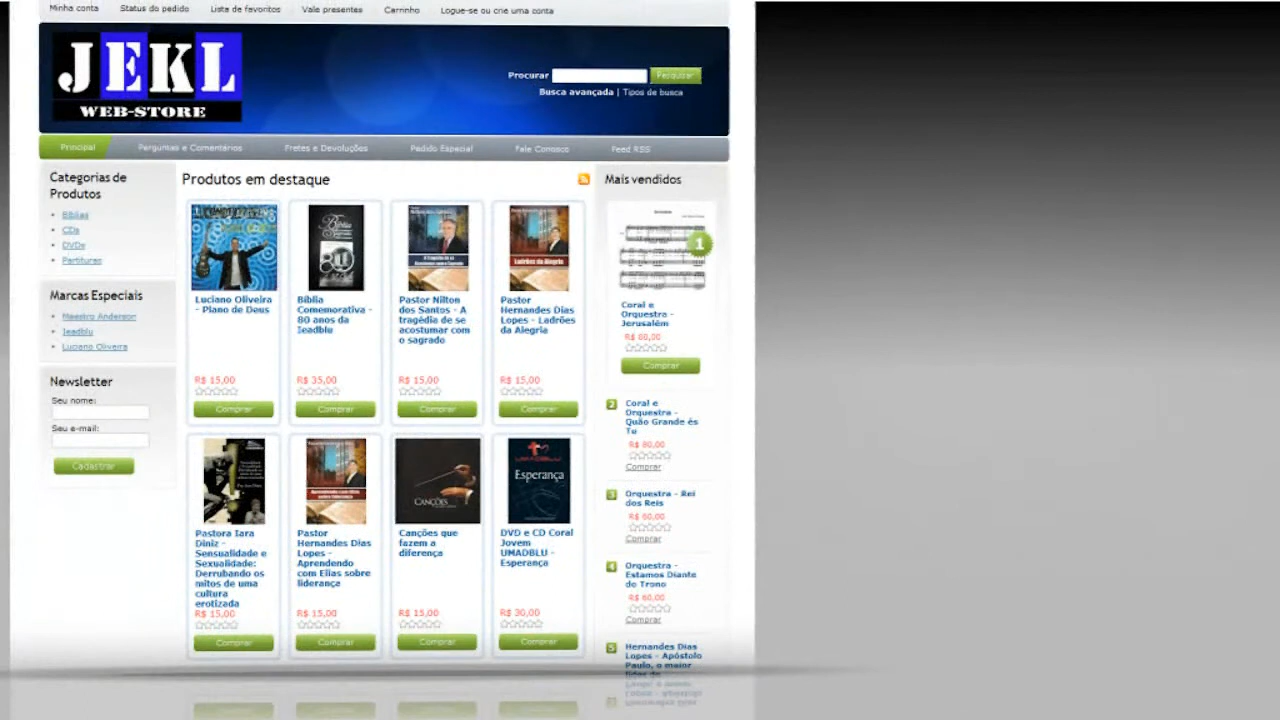 Minha conta Status do pedido Lista de favoritos Vale presentes Carrinho Logue-se ou crie uma conta
JEKL
WEB-STORE
Procurar Pesquisar
Busca avançada | Tipos de busca
Principal Perguntas e Comentários Fretes e Devoluções Pedido Especial Fale Conosco Feed RSS
Categorias de
Produtos
Bíblias
CDs
DVDs
Partituras
Marcas Especiais
Maestro Anderson
Ieadblu
Luciano Oliveira
Newsletter
Seu nome:
Seu e-mail:
Cadastrar
Produtos em destaque
Luciano Oliveira
- Plano de Deus
R$ 15,00
Comprar
Bíblia
Comemorativa -
80 anos da
Ieadblu
R$ 35,00
Comprar
Pastor Nilton
dos Santos - A
tragédia de se
acostumar com
o sagrado
R$ 15,00
Comprar
Pastor
Hernandes Dias
Lopes - Ladrões
da Alegria
R$ 15,00
Comprar
Pastora Iara
Diniz -
Sensualidade e
Sexualidade:
Derrubando os
mitos de uma
cultura
erotizada
R$ 15,00
Comprar
Pastor
Hernandes Dias
Lopes -
Aprendendo
com Elias sobre
liderança
R$ 15,00
Comprar
CANÇÕES
Canções que
fazem a
diferença
R$ 15,00
Comprar
UMADBLU
Esperança
DVD e CD Coral
Jovem
UMADBLU -
Esperança
R$ 30,00
Comprar
Mais vendidos
1
Coral e
Orquestra -
Jerusalém
R$ 80,00
Comprar
2
Coral e
Orquestra -
Quão Grande és
Tu
R$ 80,00
Comprar
3
Orquestra - Rei
dos Reis
R$ 60,00
Comprar
4
Orquestra -
Estamos Diante
do Trono
R$ 60,00
Comprar
5
Hernandes Dias
Lopes - Apóstolo
Paulo, o maior